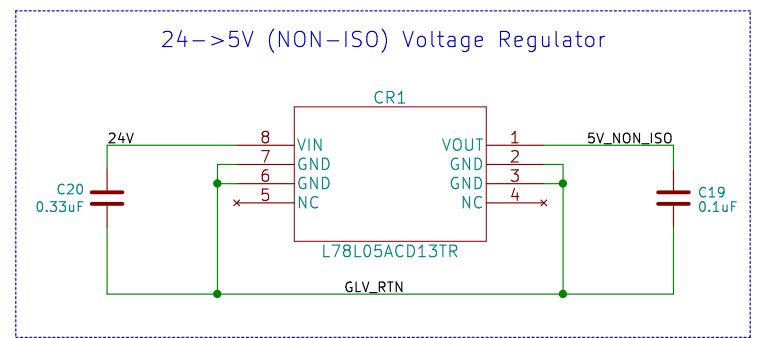 24->5V (NON-ISO) Voltage Regulator
CR1
24V 8 VIN VOUT 1 5V_NON_ISO
7 GND GND 2
6 GND GND 3
5 NC NC 4
C20
0.33uF
C19
0.1uF
L78L05ACD13TR
GLV_RTN